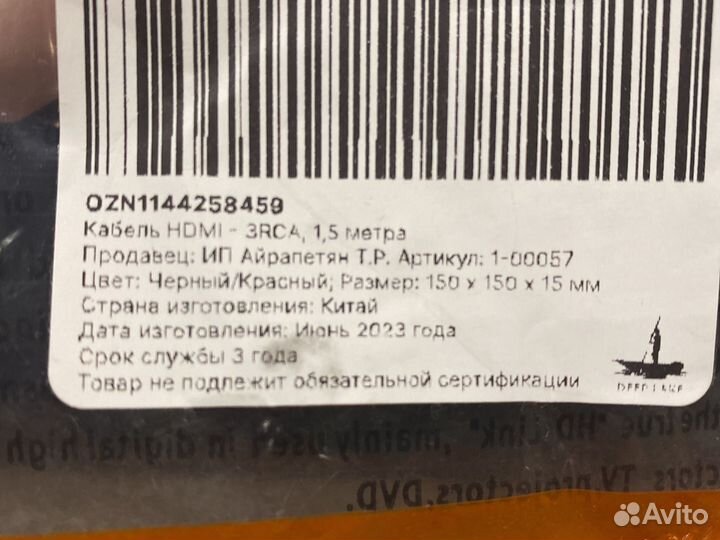 OZN1144258459
Кабель HDMI - 3RCA, 1,5 метра
Продавец: ИП Айрапетян Т.Р. Артикул: 1-00057
Цвет: Черный/Красный; Размер: 150 x 150 x 15 мм
Страна изготовления: Китай
Дата изготовления: Июнь 2023 года
Срок службы 3 года
Товар не подлежит обязательной сертификации
DEEP LAKE
the true "HD Link", mainly used in digital high
ctors, TV, projectors, DVD.
Avito